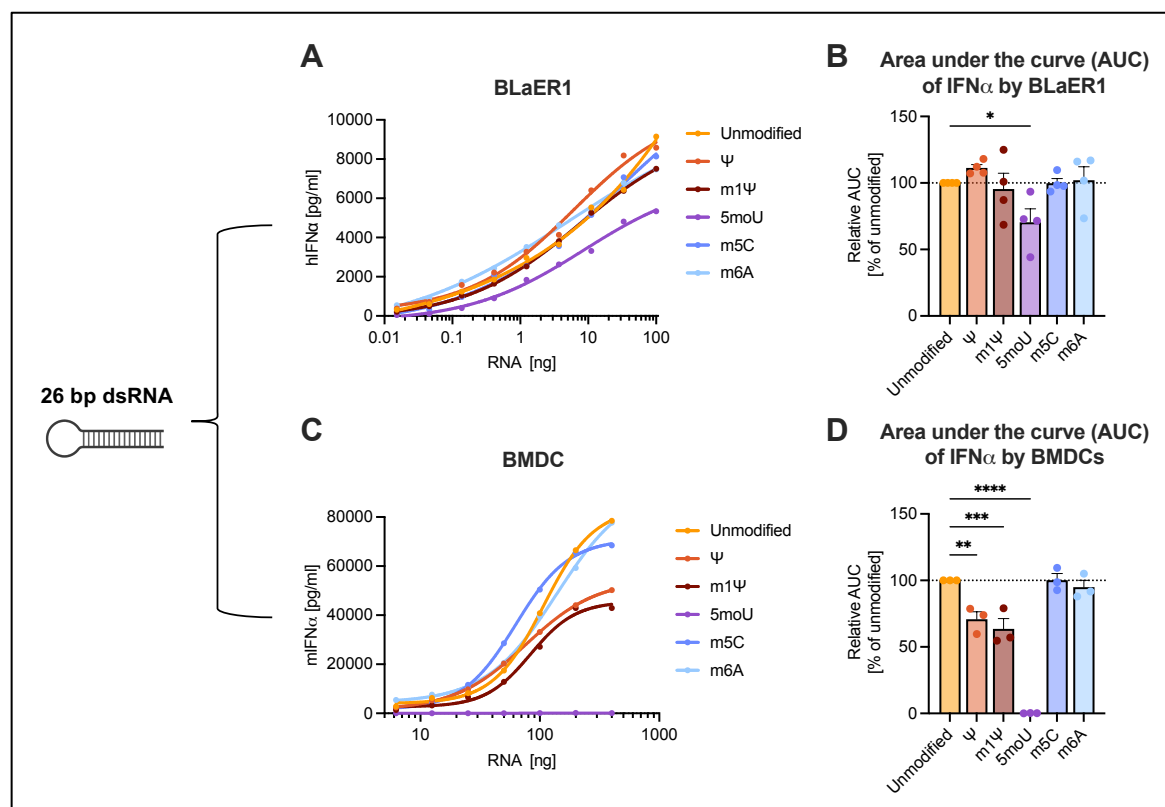 A
BLaER1
hIFNα [pg/ml]
10000
8000
6000
4000
2000
0
0.01
0.1
1
10
100
RNA [ng]
Unmodified
Ψ
m1Ψ
5moU
m5C
m6A
B
Area under the curve (AUC)
of IFNα by BLaER1
Relative AUC
[% of unmodified]
150
100
50
0
*
Unmodified
Ψ
m1Ψ
5moU
m5C
m6A
26 bp dsRNA
C
BMDC
mIFNα [pg/ml]
80000
60000
40000
20000
0
10
100
1000
RNA [ng]
Unmodified
Ψ
m1Ψ
5moU
m5C
m6A
D
Area under the curve (AUC)
of IFNα by BMDCs
Relative AUC
[% of unmodified]
150
100
50
0
****
***
**
Unmodified
Ψ
m1Ψ
5moU
m5C
m6A